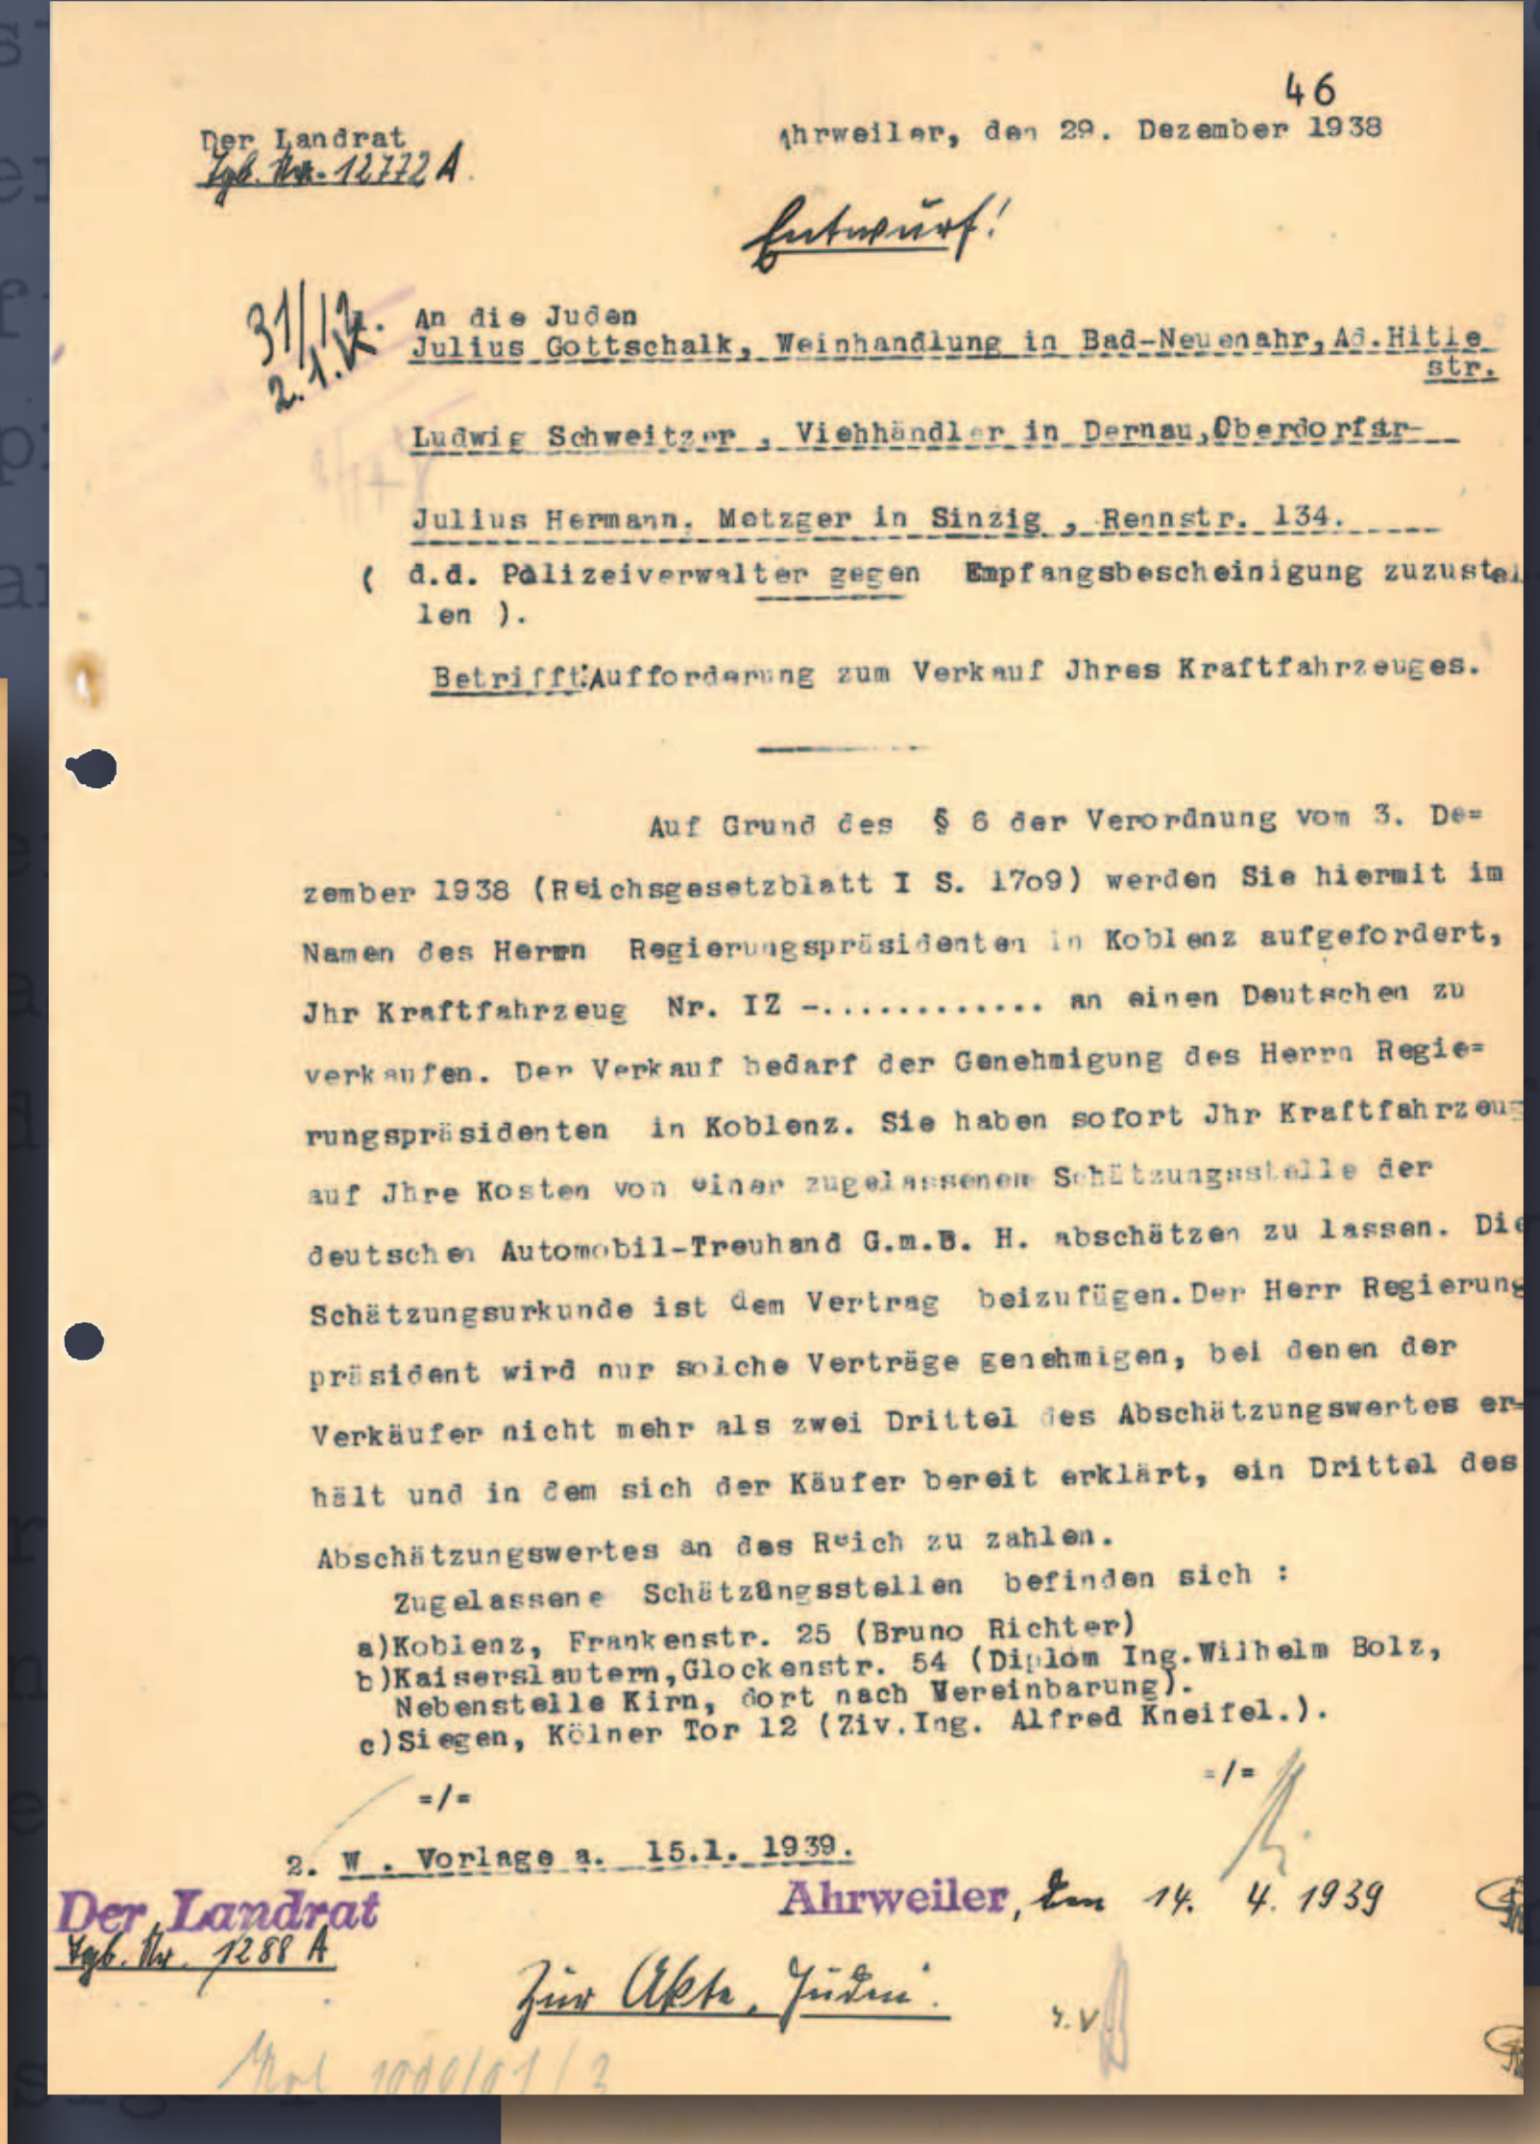 46
Der Landrat
Tgb. Nr. 12772 A.
Ahrweiler, den 29. Dezember 1938
Entwurf!
31/12.
2.1.
An die Juden
Julius Gottschalk, Weinhandlung in Bad-Neuenahr, Ad.Hitle
str.
Ludwig Schweitzer , Viehhändler in Dernau,Oberdorfstr
Julius Hermann. Metzger in Sinzig , Rennstr. 134.
( d.d. Polizeiverwalter gegen Empfangsbescheinigung zuzustel
len ).
Betrifft:Aufforderung zum Verkauf Jhres Kraftfahrzeuges.
Auf Grund des § 6 der Verordnung vom 3. De=
zember 1938 (Reichsgesetzblatt I S. 17o9) werden Sie hiermit im
Namen des Herrn Regierungspräsidenten in Koblenz aufgefordert,
Jhr Kraftfahrzeug Nr. IZ -............. an einen Deutschen zu
verkaufen. Der Verkauf bedarf der Genehmigung des Herrn Regie=
rungspräsidenten in Koblenz. Sie haben sofort Jhr Kraftfahrzeug
auf Jhre Kosten von einer zugelassenen Schätzungsstelle der
deutschen Automobil-Treuhand G.m.B. H. abschätzen zu lassen. Die
Schätzungsurkunde ist dem Vertrag beizufügen.Der Herr Regierung
präsident wird nur solche Verträge genehmigen, bei denen der
Verkäufer nicht mehr als zwei Drittel des Abschätzungswertes er=
hält und in dem sich der Käufer bereit erklärt, ein Drittel des
Abschätzungswertes an das Reich zu zahlen.
Zugelassene Schätzungsstellen befinden sich :
a)Koblenz, Frankenstr. 25 (Bruno Richter)
b)Kaiserslautern,Glockenstr. 54 (Diplom Ing.Wilhelm Bolz,
Nebenstelle Kirn, dort nach Vereinbarung).
c)Siegen, Kölner Tor 12 (Ziv.Ing. Alfred Kneifel.).
=/= =/=
2. W . Vorlage a. 15.1. 1939.
Der Landrat
Tgb. Nr. 1288 A
Ahrweiler, den 14. 4. 1939
Zur Akte, Juden.